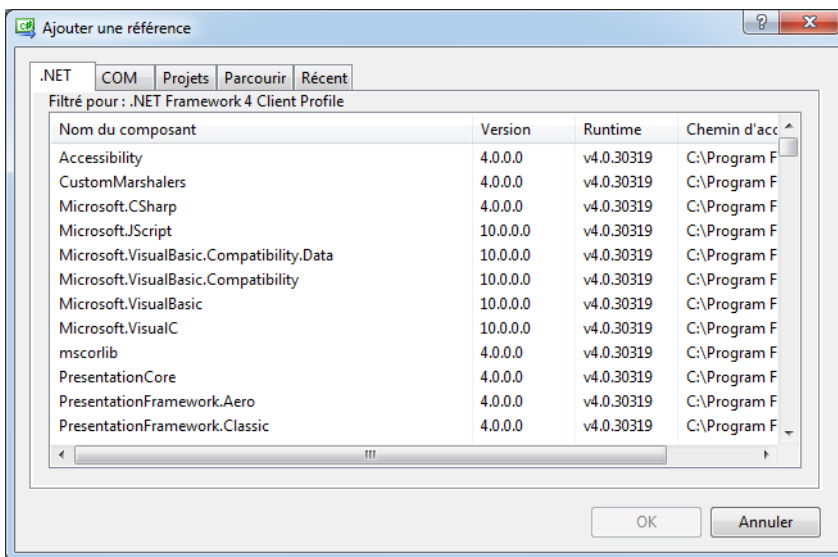 Ajouter une référence
.NET COM Projets Parcourir Récent
Filtré pour : .NET Framework 4 Client Profile
Nom du composant Version Runtime Chemin d'acc
Accessibility 4.0.0.0 v4.0.30319 C:\Program F
CustomMarshalers 4.0.0.0 v4.0.30319 C:\Program F
Microsoft.CSharp 4.0.0.0 v4.0.30319 C:\Program F
Microsoft.JScript 10.0.0.0 v4.0.30319 C:\Program F
Microsoft.VisualBasic.Compatibility.Data 10.0.0.0 v4.0.30319 C:\Program F
Microsoft.VisualBasic.Compatibility 10.0.0.0 v4.0.30319 C:\Program F
Microsoft.VisualBasic 10.0.0.0 v4.0.30319 C:\Program F
Microsoft.VisualC 10.0.0.0 v4.0.30319 C:\Program F
mscorlib 4.0.0.0 v4.0.30319 C:\Program F
PresentationCore 4.0.0.0 v4.0.30319 C:\Program F
PresentationFramework.Aero 4.0.0.0 v4.0.30319 C:\Program F
PresentationFramework.Classic 4.0.0.0 v4.0.30319 C:\Program F
OK Annuler